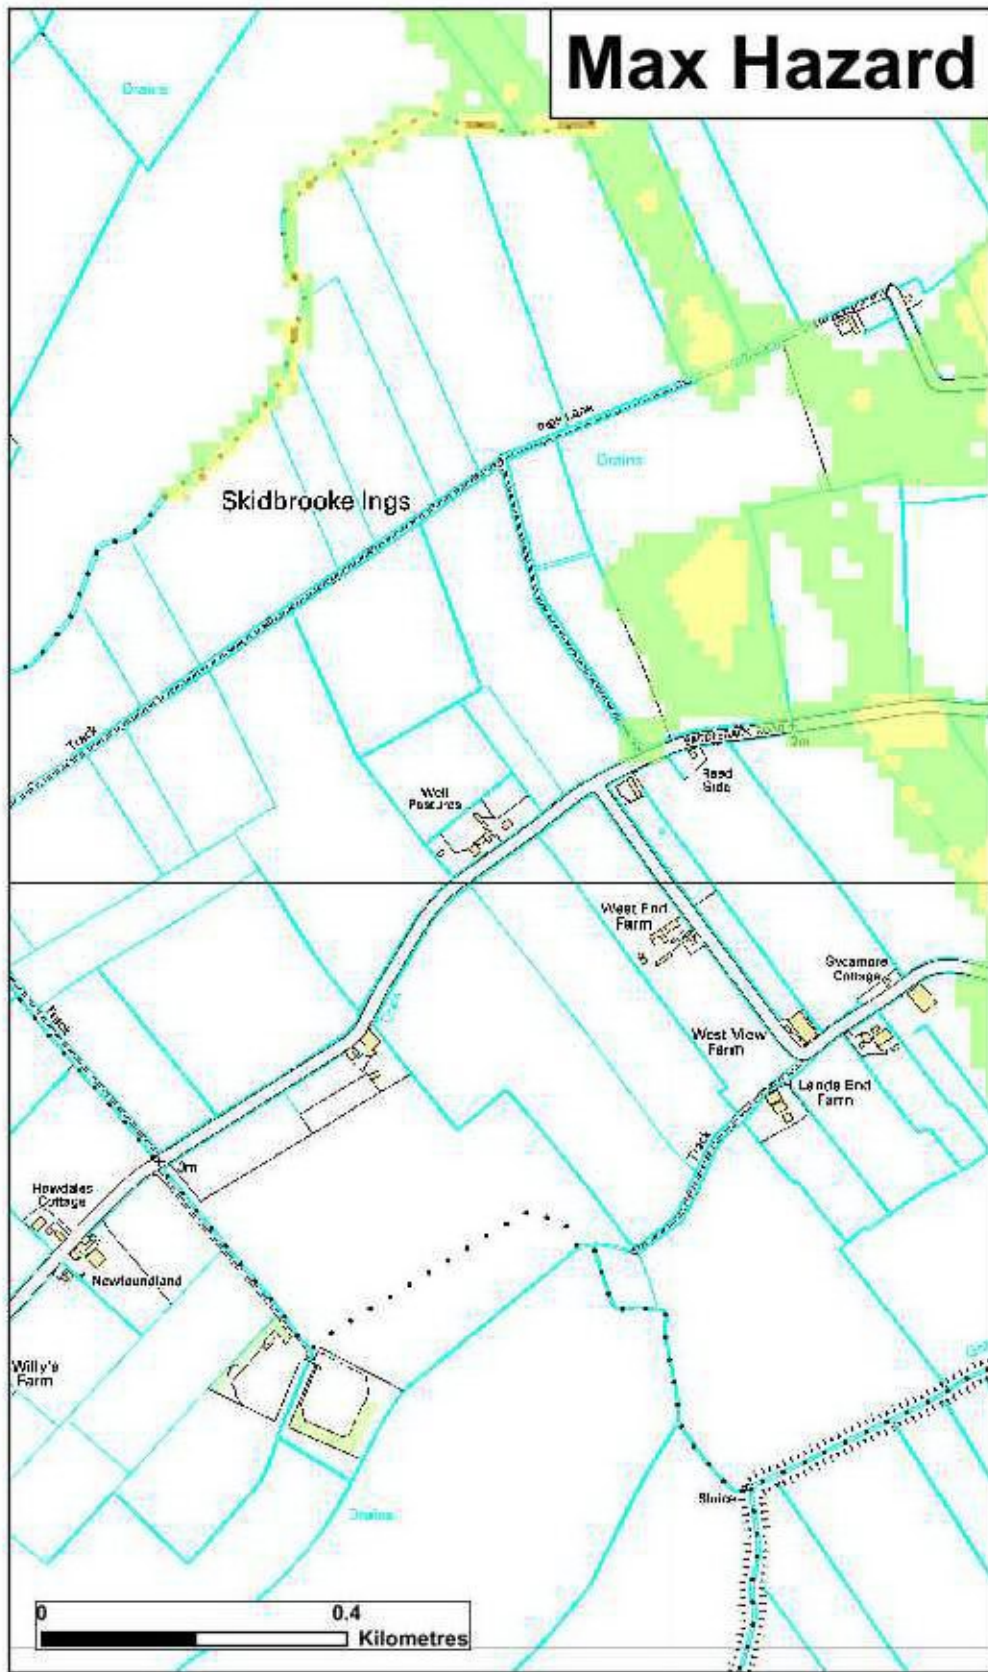 Max Hazard
Drains
Drains
Skidbrooke Ings
Track
Well
Pastures
Road
Side
West End
Farm
Sycamore
Cottage
Track
West View
Farm
Lands End
Farm
Track
0m
Howdales
Cottage
Newfoundland
Willy's
Farm
Sluice
Drains
0 0.4
Kilometres